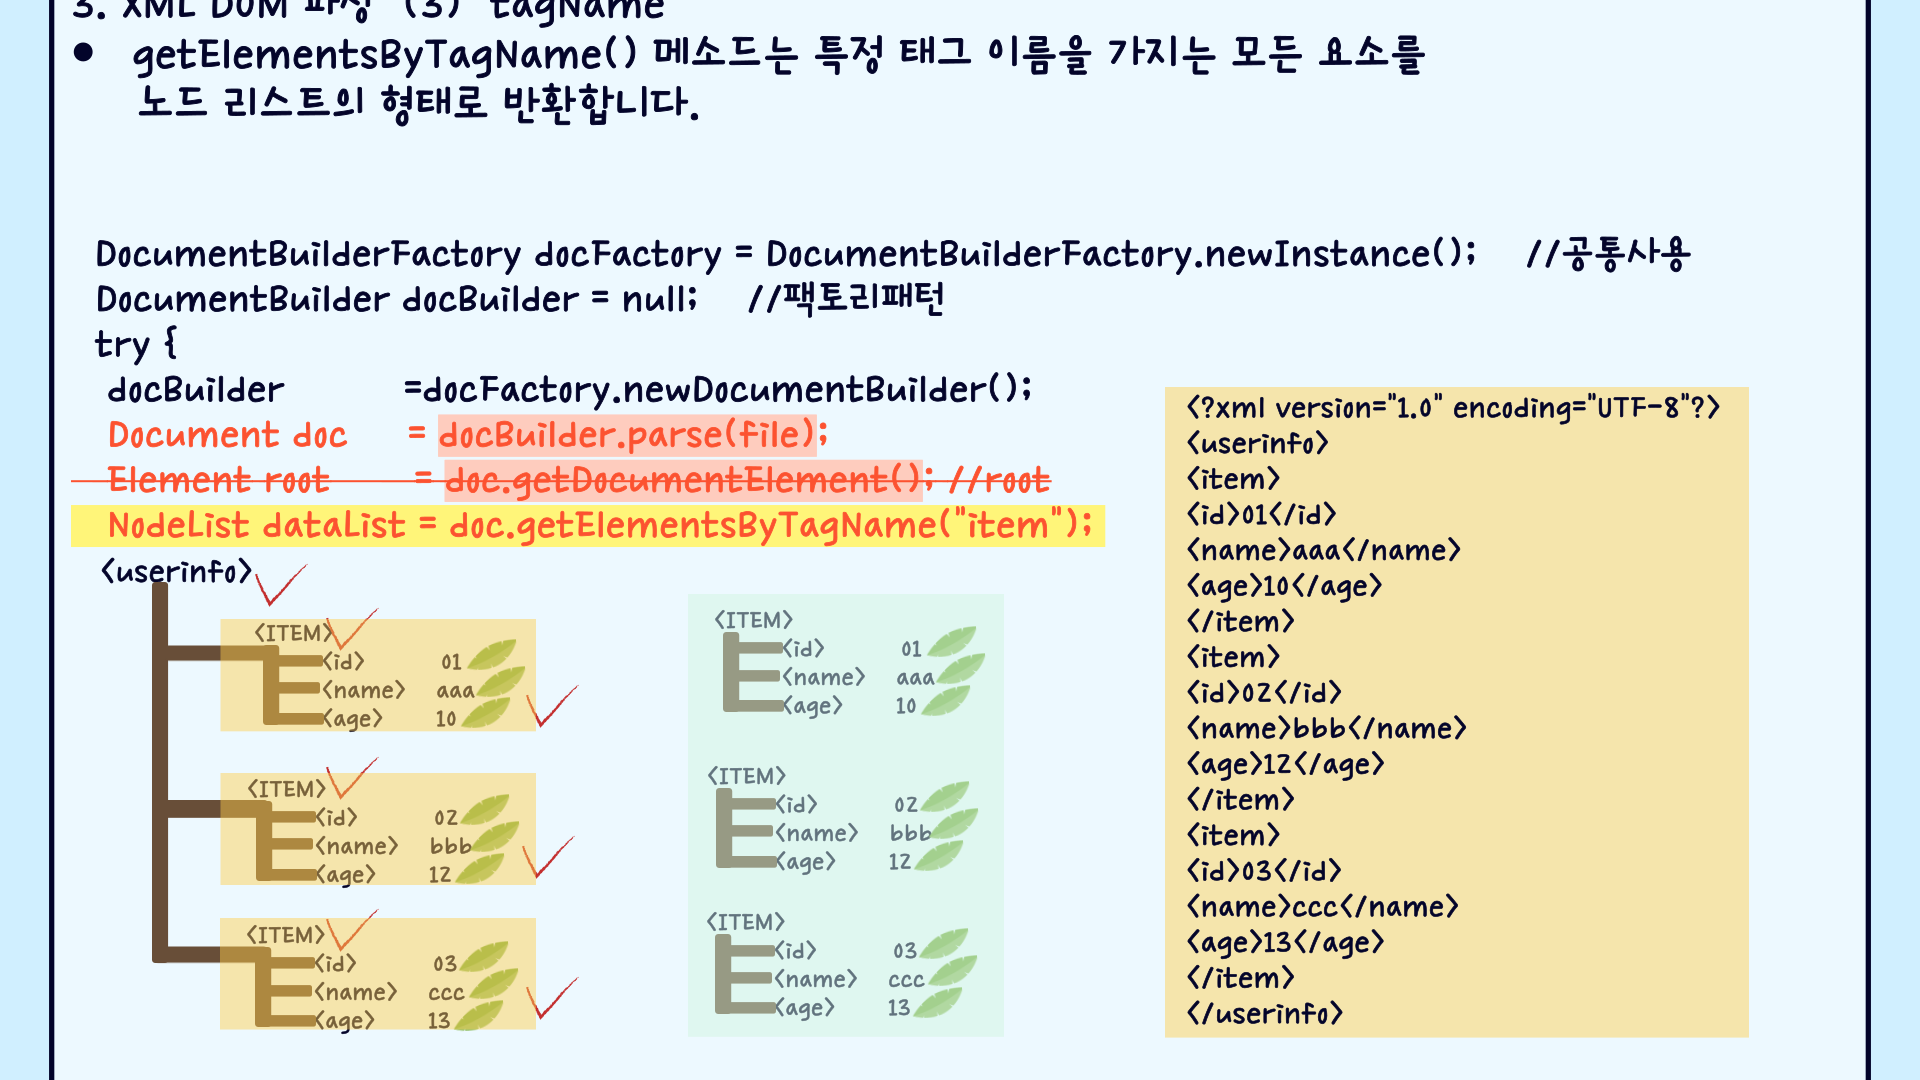 3. XML DOM 파싱 (3) tagName
● getElementsByTagName() 메소드는 특정 태그 이름을 가지는 모든 요소를
노드 리스트의 형태로 반환합니다.
DocumentBuilderFactory docFactory = DocumentBuilderFactory.newInstance(); //공통사용
DocumentBuilder docBuilder = null; //팩토리패턴
try {
docBuilder =docFactory.newDocumentBuilder();
Document doc = docBuilder.parse(file);
Element root = doc.getDocumentElement(); //root
NodeList dataList = doc.getElementsByTagName("item");
<userinfo>
<ITEM>
<id> 01
<name> aaa
<age> 10
<ITEM>
<id> 02
<name> bbb
<age> 12
<ITEM>
<id> 03
<name> ccc
<age> 13
<ITEM>
<id> 01
<name> aaa
<age> 10
<ITEM>
<id> 02
<name> bbb
<age> 12
<ITEM>
<id> 03
<name> ccc
<age> 13
<?xml version="1.0" encoding="UTF-8"?>
<userinfo>
<item>
<id>01</id>
<name>aaa</name>
<age>10</age>
</item>
<item>
<id>02</id>
<name>bbb</name>
<age>12</age>
</item>
<item>
<id>03</id>
<name>ccc</name>
<age>13</age>
</item>
</userinfo>